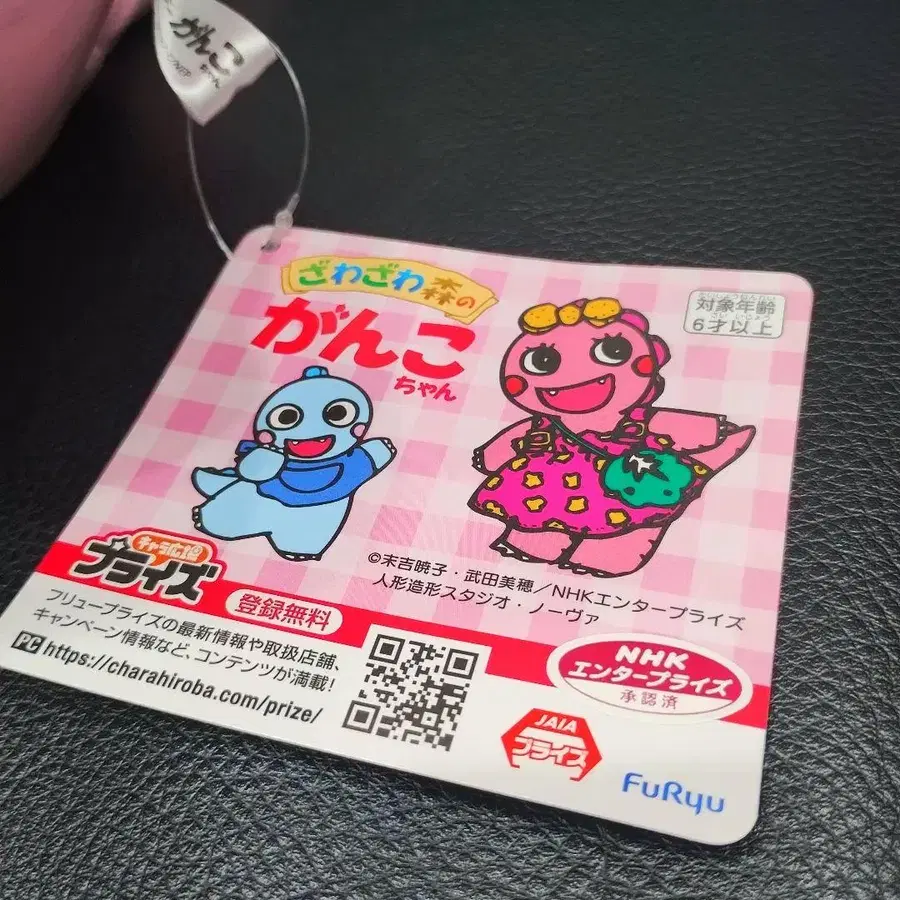 がんこ
ちゃん
ざわざわ森の
がんこ
ちゃん
対象年齢
6才以上
©末吉暁子・武田美穂／NHKエンタープライズ
人形造形スタジオ・ノーヴァ
キャラ広場
プライズ
登録無料
フリュープライズの最新情報や取扱店舗、
キャンペーン情報など、コンテンツが満載!
PC https://charahiroba.com/prize/
NHK
エンタープライズ
承認済
JAIA
プライズ
FuRyu